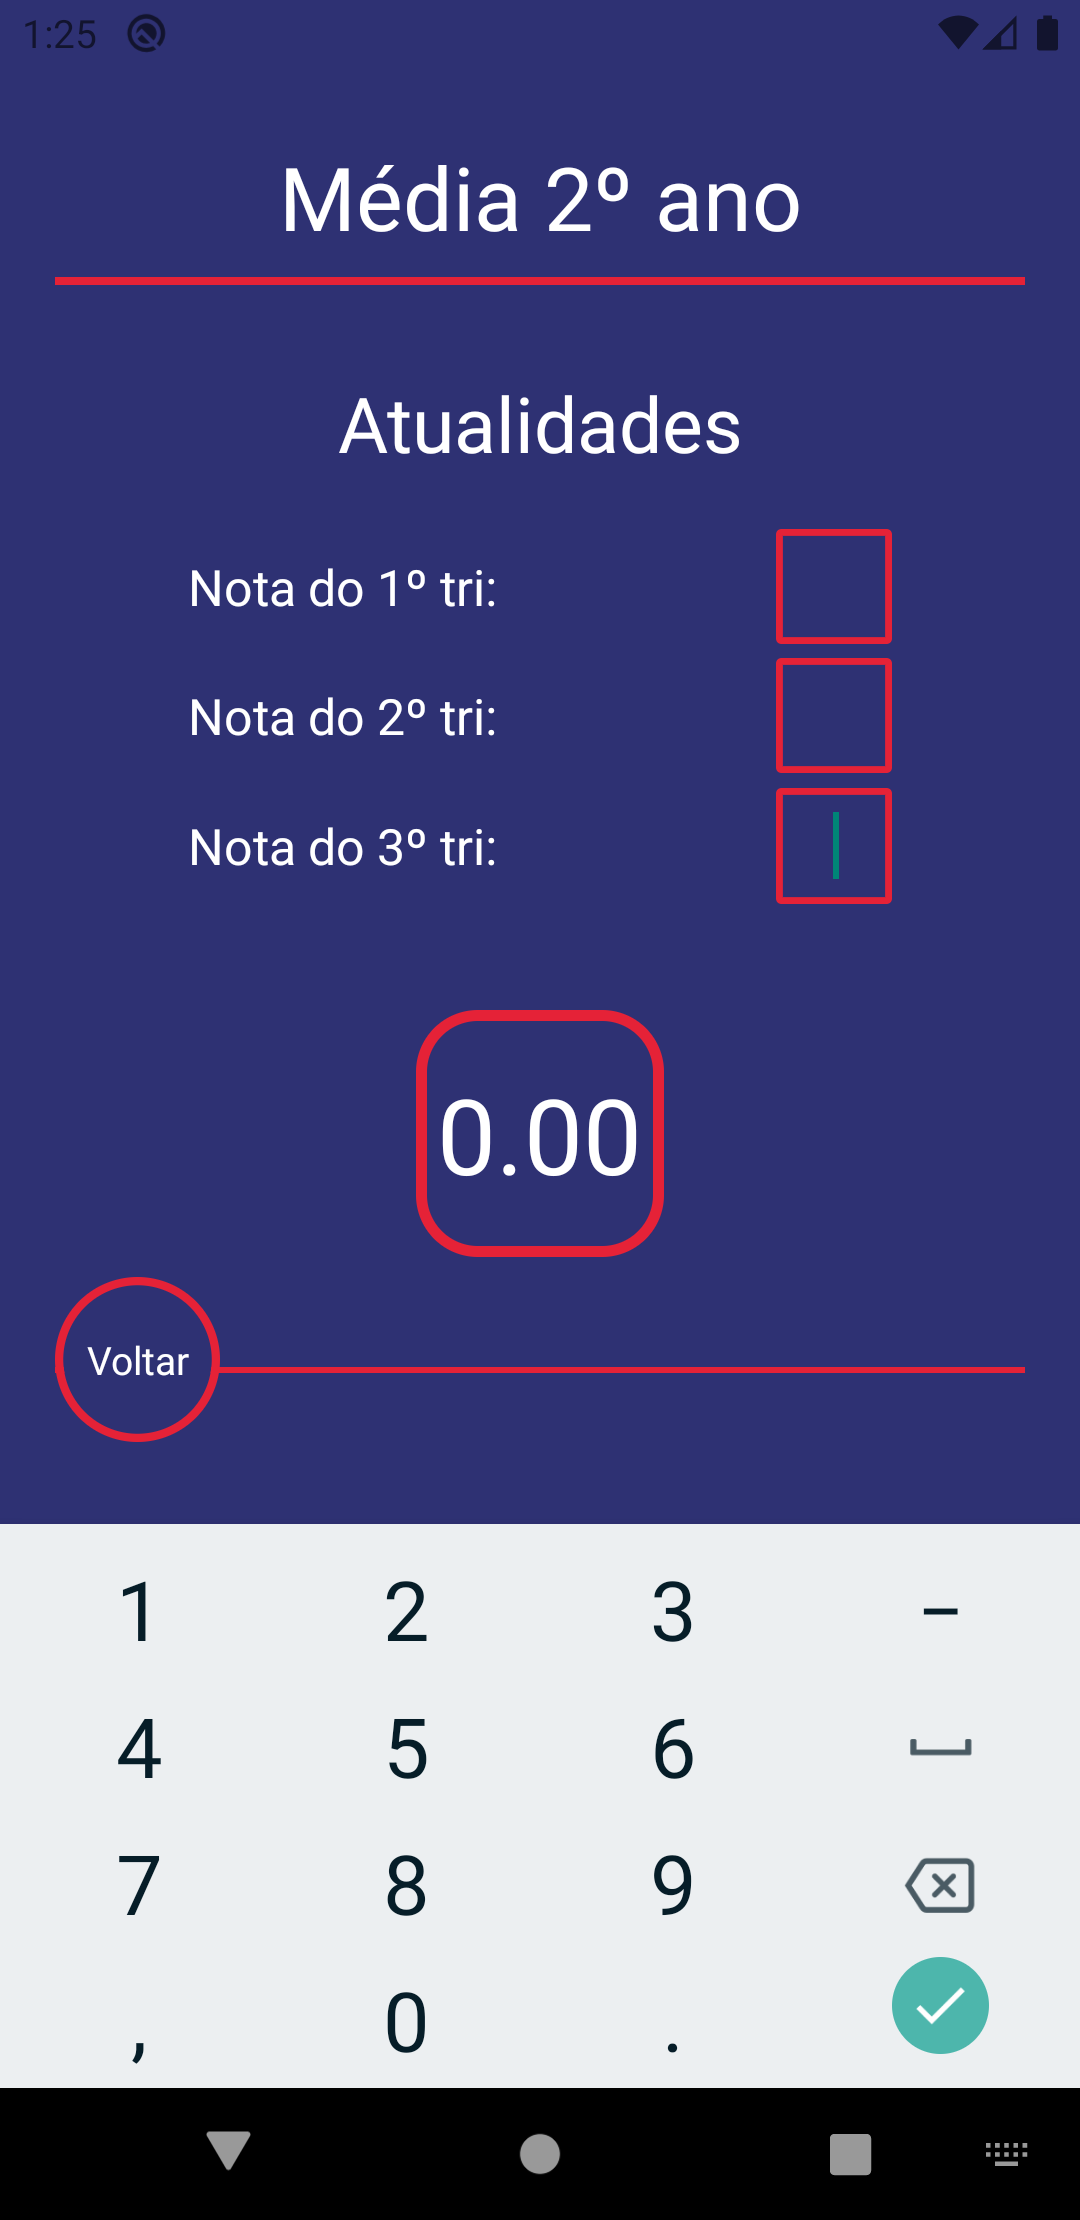 1:25
Média 2º ano
Atualidades
Nota do 1º tri:
Nota do 2º tri:
Nota do 3º tri:
0.00
Voltar
1 2 3 –
4 5 6
7 8 9
, 0 .